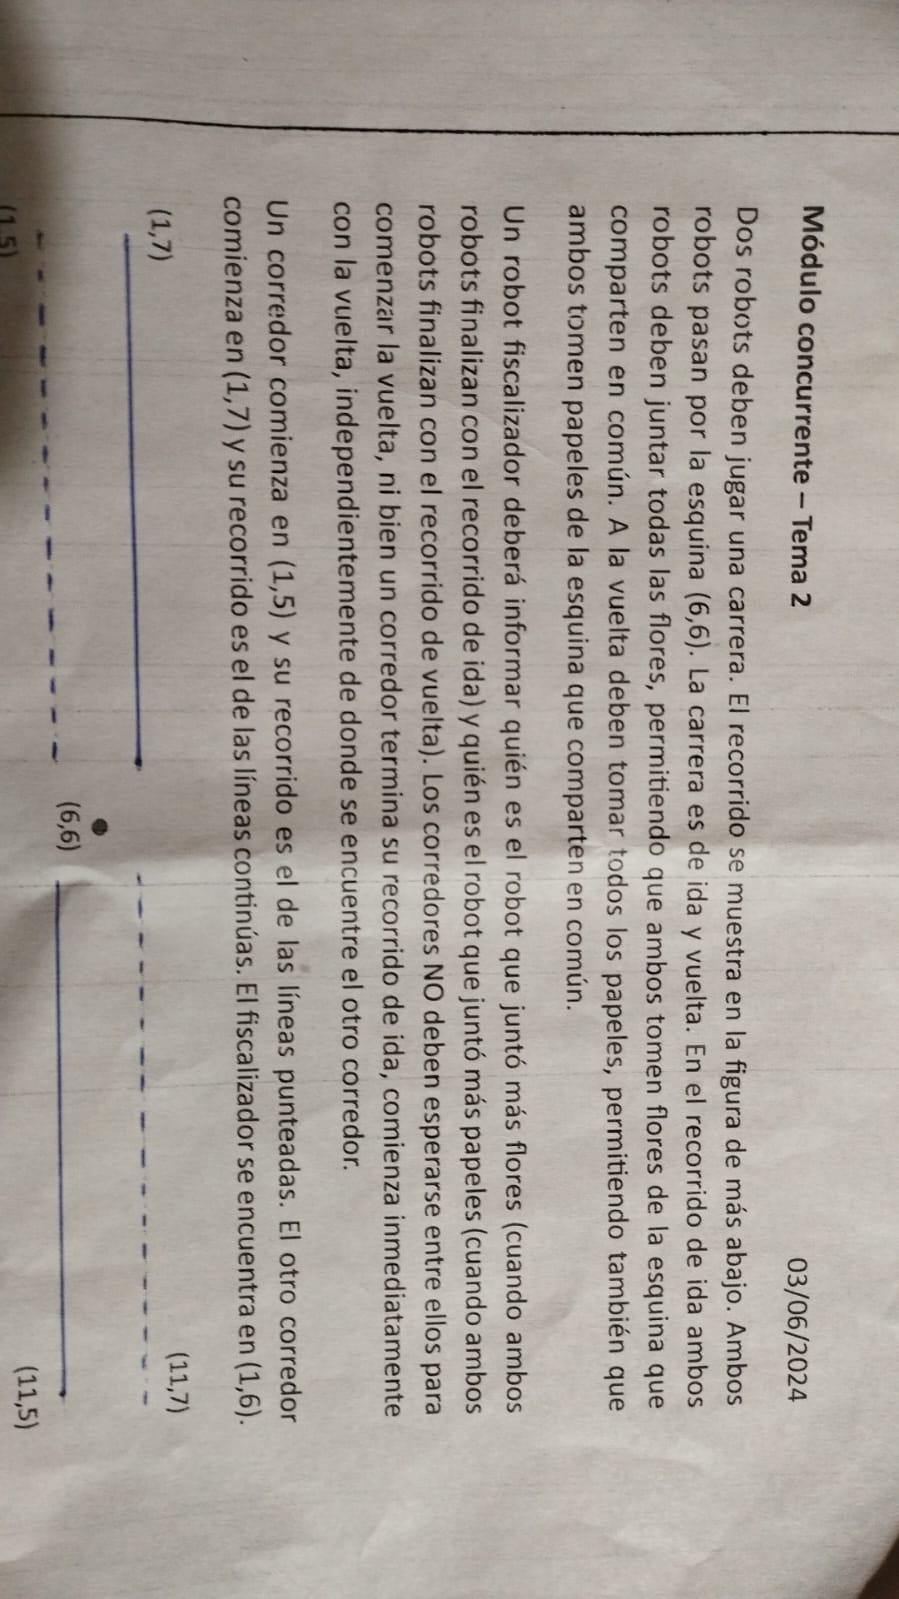 Módulo concurrente – Tema 2
03/06/2024
Dos robots deben jugar una carrera. El recorrido se muestra en la figura de más abajo. Ambos
robots pasan por la esquina (6,6). La carrera es de ida y vuelta. En el recorrido de ida ambos
robots deben juntar todas las flores, permitiendo que ambos tomen flores de la esquina que
comparten en común. A la vuelta deben tomar todos los papeles, permitiendo también que
ambos tomen papeles de la esquina que comparten en común.
Un robot fiscalizador deberá informar quién es el robot que juntó más flores (cuando ambos
robots finalizan con el recorrido de ida) y quién es el robot que juntó más papeles (cuando ambos
robots finalizan con el recorrido de vuelta). Los corredores NO deben esperarse entre ellos para
comenzar la vuelta, ni bien un corredor termina su recorrido de ida, comienza inmediatamente
con la vuelta, independientemente de donde se encuentre el otro corredor.
Un corredor comienza en (1,5) y su recorrido es el de las líneas punteadas. El otro corredor
comienza en (1,7) y su recorrido es el de las líneas continúas. El fiscalizador se encuentra en (1,6).
(1,7)
(11,7)
(6,6)
(11,5)
(1,5)